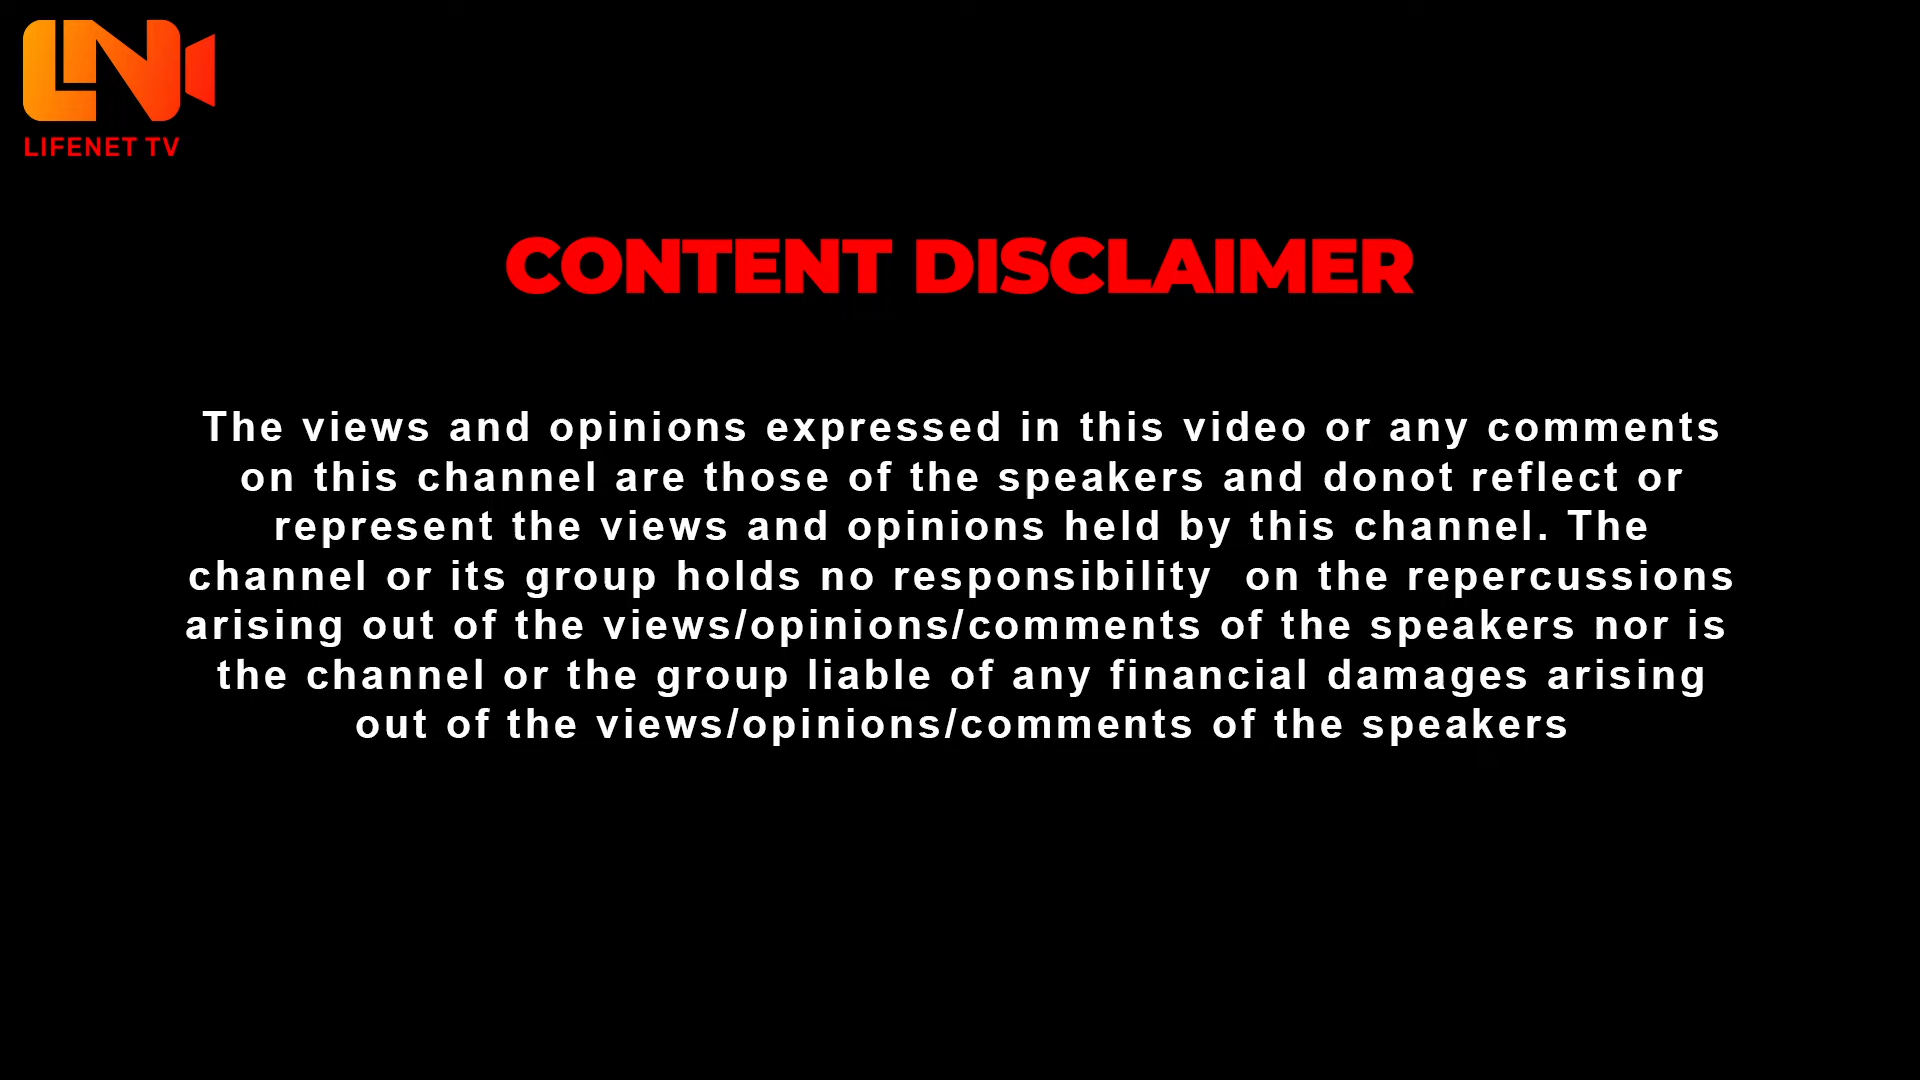 LN
LIFENET TV
CONTENT DISCLAIMER
The views and opinions expressed in this video or any comments
on this channel are those of the speakers and donot reflect or
represent the views and opinions held by this channel. The
channel or its group holds no responsibility  on the repercussions
arising out of the views/opinions/comments of the speakers nor is
the channel or the group liable of any financial damages arising
out of the views/opinions/comments of the speakers